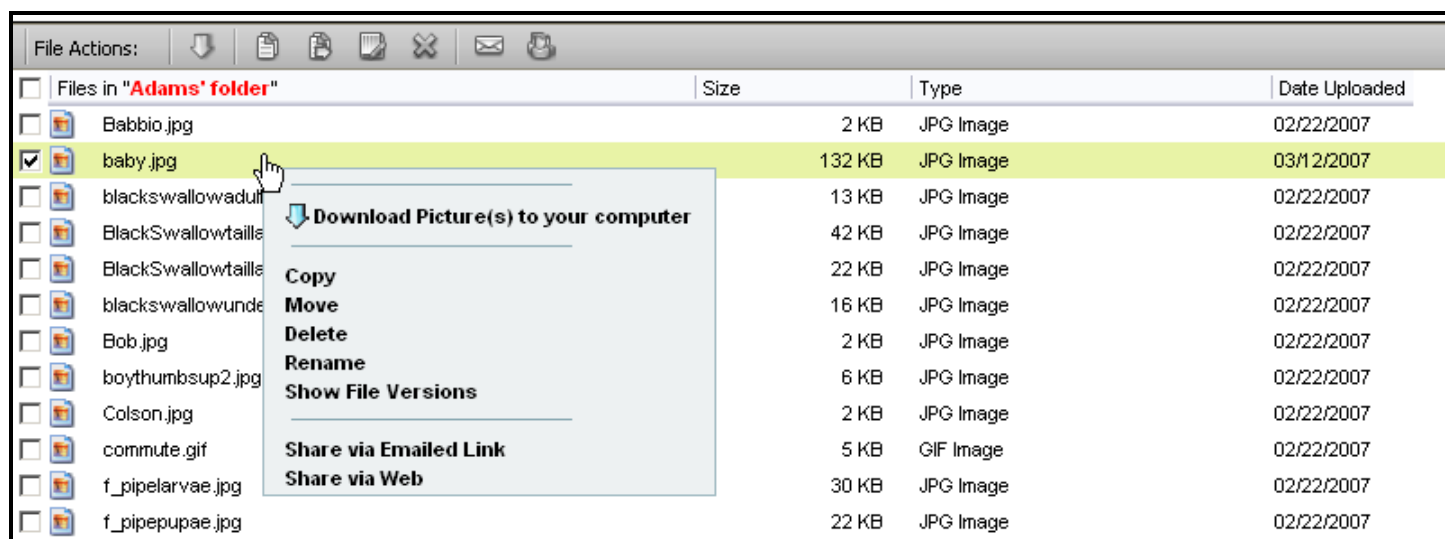 File Actions:
Files in "Adams' folder" Size Type Date Uploaded
Babbio.jpg 2 KB JPG Image 02/22/2007
baby.jpg 132 KB JPG Image 03/12/2007
blackswallowadul 13 KB JPG Image 02/22/2007
Download Picture(s) to your computer
BlackSwallowtailla 42 KB JPG Image 02/22/2007
BlackSwallowtailla 22 KB JPG Image 02/22/2007
Copy
Move
blackswallowunde 16 KB JPG Image 02/22/2007
Delete
Bob.jpg 2 KB JPG Image 02/22/2007
Rename
boythumbsup2.jpg 6 KB JPG Image 02/22/2007
Show File Versions
Colson.jpg 2 KB JPG Image 02/22/2007
Share via Emailed Link
commute.gif 5 KB GIF Image 02/22/2007
Share via Web
f_pipelarvae.jpg 30 KB JPG Image 02/22/2007
f_pipepupae.jpg 22 KB JPG Image 02/22/2007